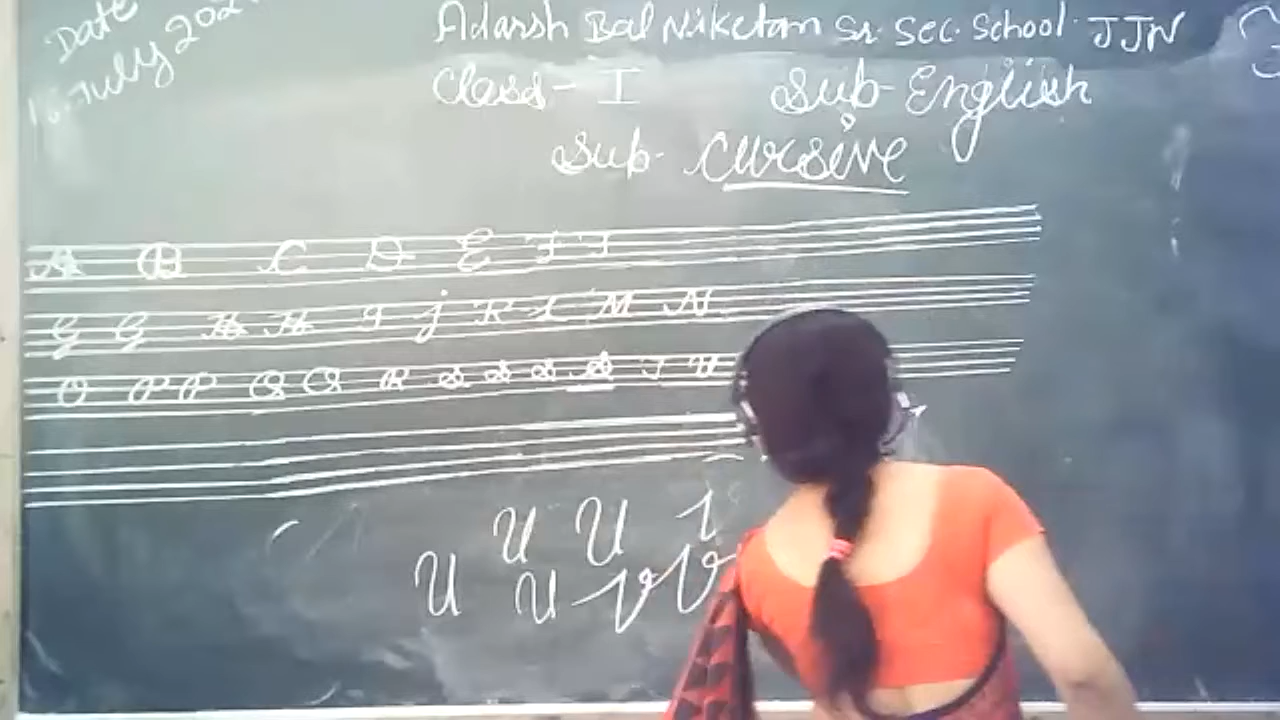 Date
16 July 202
Adarsh Bal Niketan Sr. Sec. School JJN
Class - I Sub- English
Sub- Cursive
A B C D E F F
G G H H I J K L M N
O P P Q Q R S S S S T U
U U
U U V V